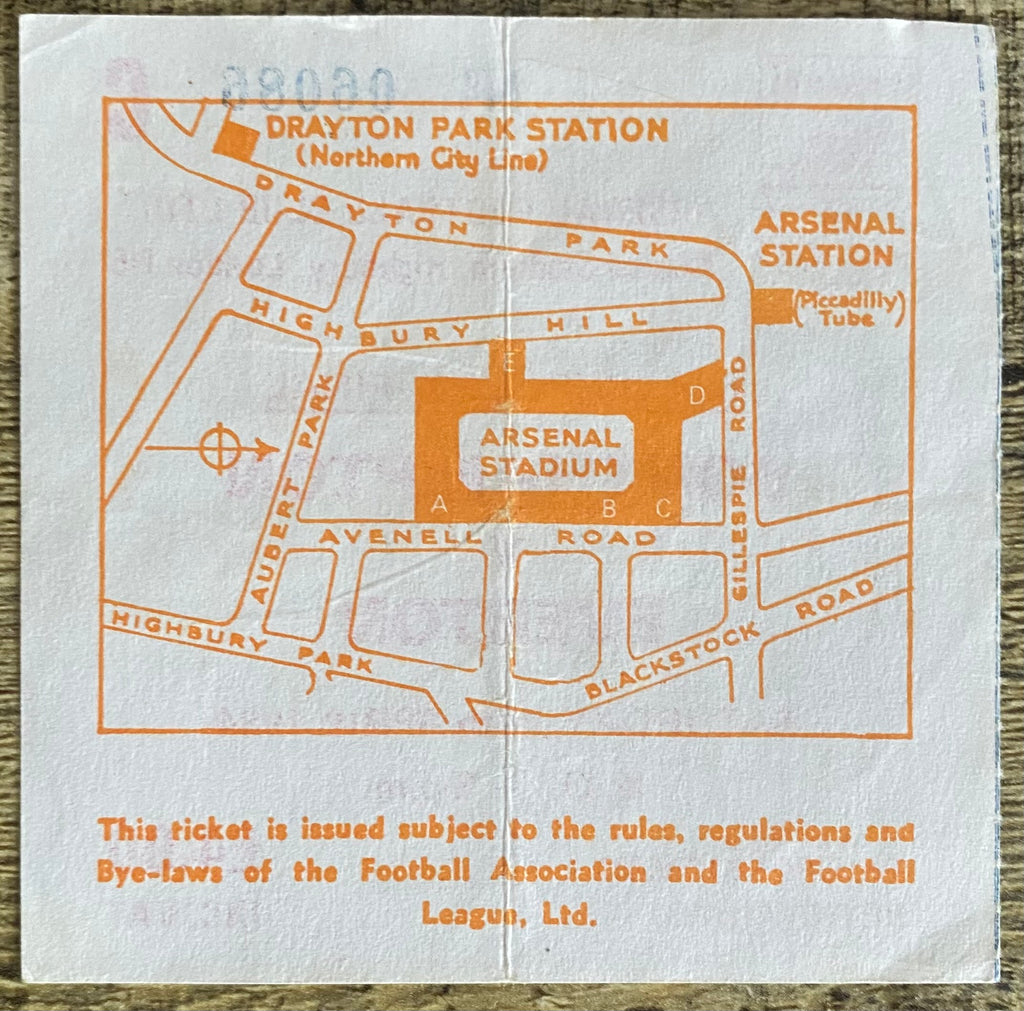 DRAYTON PARK STATION
(Northern City Line)
DRAYTON PARK
ARSENAL
STATION
(Piccadilly
Tube)
HIGHBURY HILL
E
D
GILLESPIE ROAD
AUBERT PARK
ARSENAL
STADIUM
A B C
AVENELL ROAD
HIGHBURY PARK
BLACKSTOCK ROAD
This ticket is issued subject to the rules, regulations and
Bye-laws of the Football Association and the Football
League, Ltd.